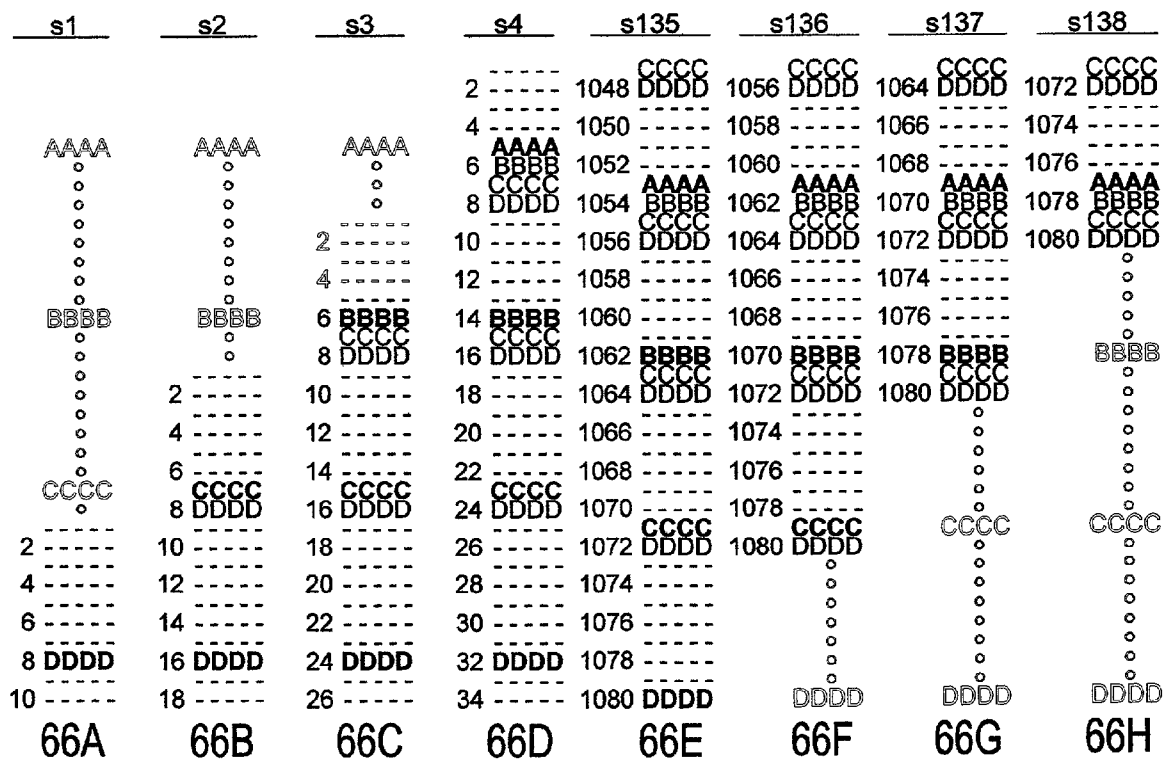 s1 s2 s3 s4 s135 s136 s137 s138
----- CCCC CCCC CCCC CCCC
2 ----- 1048 DDDD 1056 DDDD 1064 DDDD 1072 DDDD
----- ----- ----- ----- -----
4 ----- 1050 ----- 1058 ----- 1066 ----- 1074 -----
AAAA AAAA AAAA AAAA ----- ----- ----- -----
6 BBBB 1052 ----- 1060 ----- 1068 ----- 1076 -----
CCCC AAAA AAAA AAAA AAAA
8 DDDD 1054 BBBB 1062 BBBB 1070 BBBB 1078 BBBB
----- ----- CCCC CCCC CCCC CCCC
2 ----- 10 ----- 1056 DDDD 1064 DDDD 1072 DDDD 1080 DDDD
----- ----- ----- ----- -----
4 ----- 12 ----- 1058 ----- 1066 ----- 1074 -----
----- ----- ----- ----- -----
BBBB BBBB 6 BBBB 14 BBBB 1060 ----- 1068 ----- 1076 -----
CCCC CCCC ----- ----- -----
8 DDDD 16 DDDD 1062 BBBB 1070 BBBB 1078 BBBB BBBB
----- ----- ----- CCCC CCCC CCCC
2 ----- 10 ----- 18 ----- 1064 DDDD 1072 DDDD 1080 DDDD
----- ----- ----- ----- -----
4 ----- 12 ----- 20 ----- 1066 ----- 1074 -----
----- ----- ----- ----- -----
6 ----- 14 ----- 22 ----- 1068 ----- 1076 -----
CCCC CCCC CCCC CCCC ----- -----
8 DDDD 16 DDDD 24 DDDD 1070 ----- 1078 -----
----- ----- ----- ----- CCCC CCCC CCCC CCCC
2 ----- 10 ----- 18 ----- 26 ----- 1072 DDDD 1080 DDDD
----- ----- ----- ----- -----
4 ----- 12 ----- 20 ----- 28 ----- 1074 -----
----- ----- ----- ----- -----
6 ----- 14 ----- 22 ----- 30 ----- 1076 -----
----- ----- ----- ----- -----
8 DDDD 16 DDDD 24 DDDD 32 DDDD 1078 -----
----- ----- ----- ----- -----
10 ----- 18 ----- 26 ----- 34 ----- 1080 DDDD DDDD DDDD DDDD
66A 66B 66C 66D 66E 66F 66G 66H